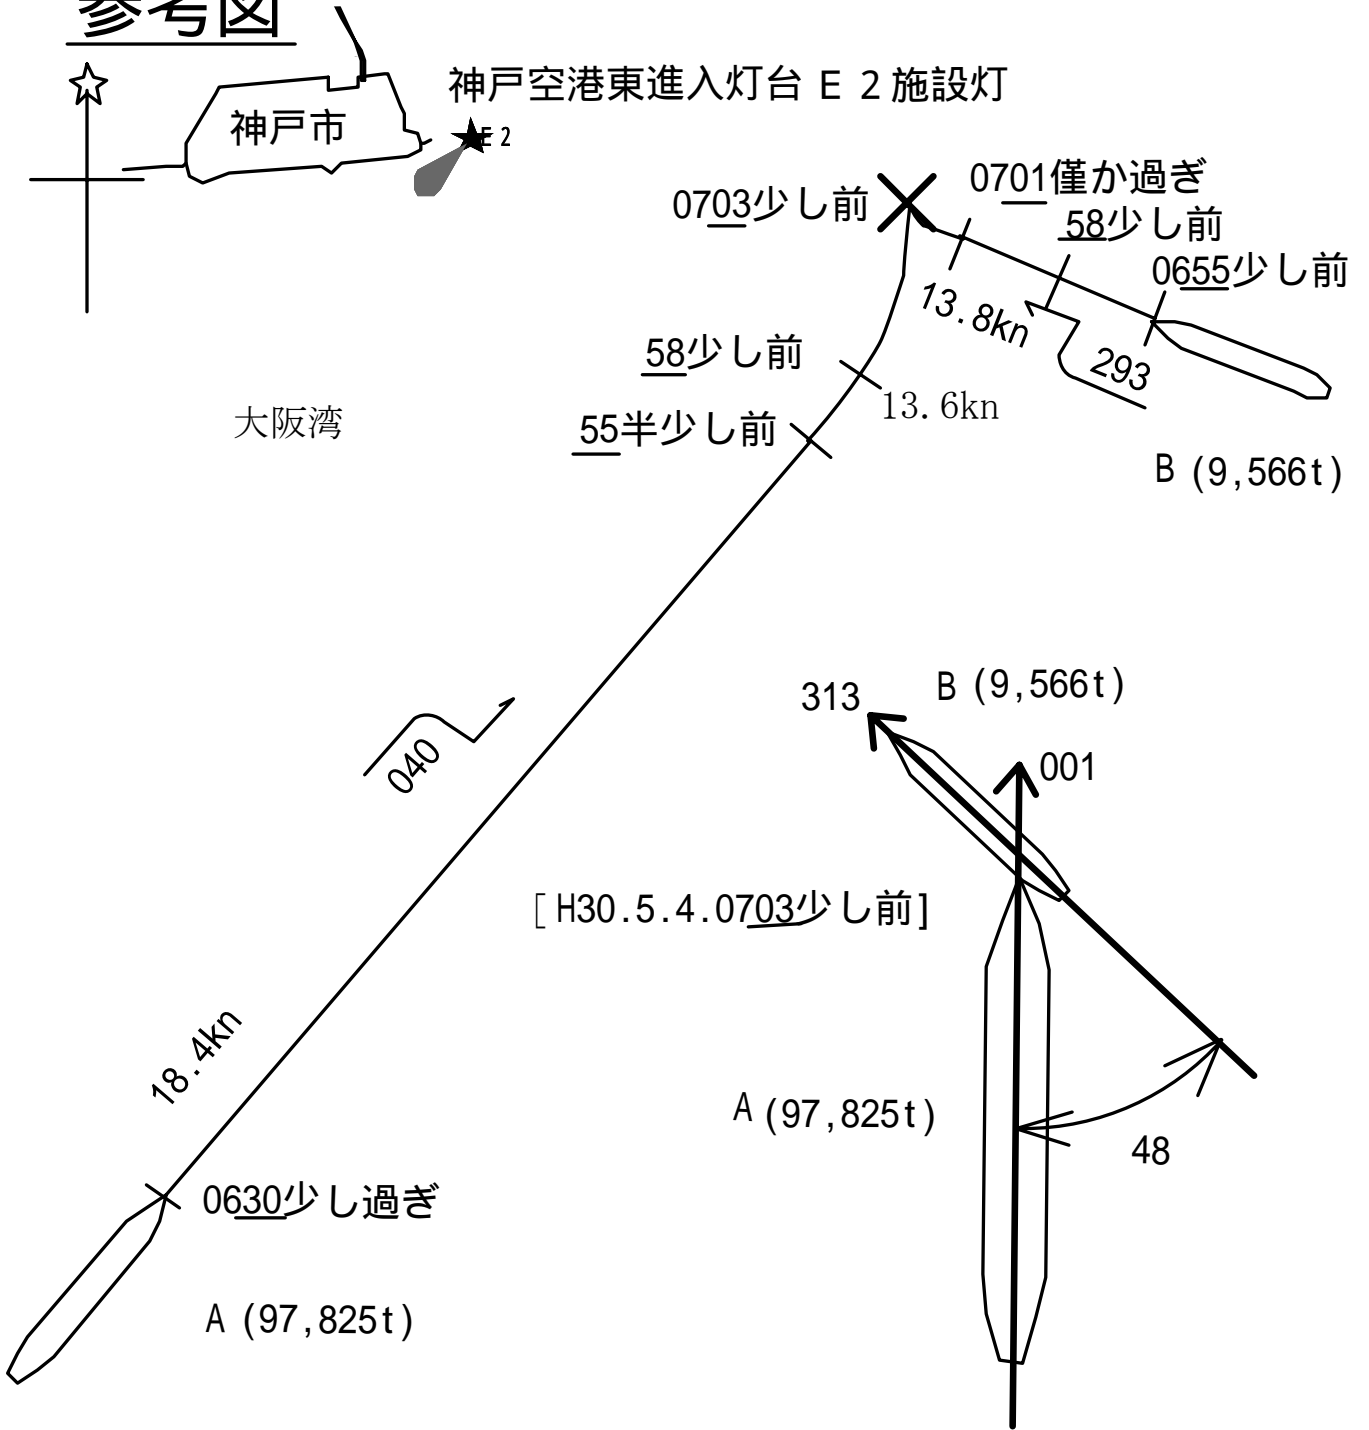 参考図
神戸空港東進入灯台E2施設灯
神戸市
E2
0701僅か過ぎ
0703少し前
58少し前
0655少し前
13.8kn
58少し前
293
13.6kn
大阪湾
55半少し前
B(9,566t)
313
B(9,566t)
040
001
[H30.5.4.0703少し前]
18.4kn
A(97,825t)
48
0630少し過ぎ
A(97,825t)